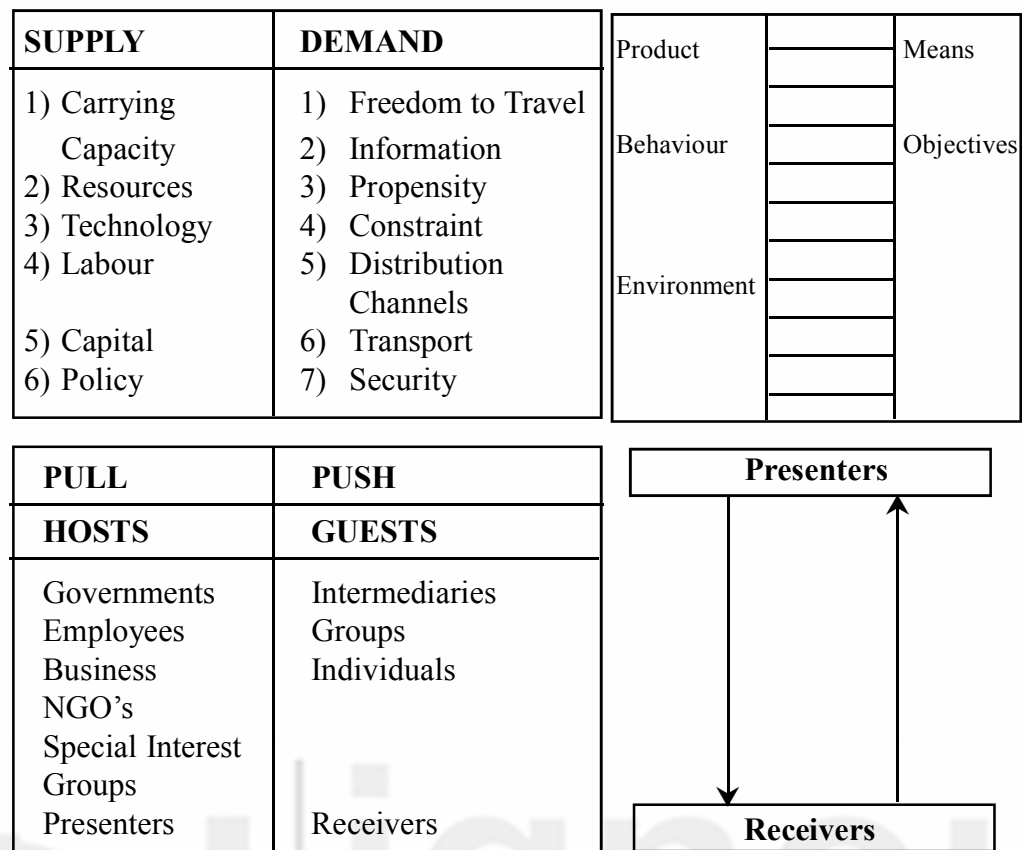 SUPPLY
1) Carrying
Capacity
2) Resources
3) Technology
4) Labour
5) Capital
6) Policy
DEMAND
1) Freedom to Travel
2) Information
3) Propensity
4) Constraint
5) Distribution
Channels
6) Transport
7) Security
Product
Behaviour
Environment
Means
Objectives
PULL
HOSTS
Governments
Employees
Business
NGO’s
Special Interest
Groups
Presenters
PUSH
GUESTS
Intermediaries
Groups
Individuals
Receivers
Presenters
Receivers